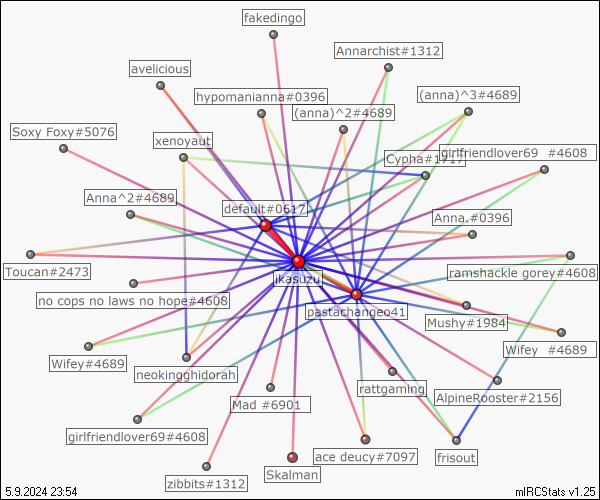 fakedingo
Annarchist#1312
avelicious
hypomanianna#0396
(anna)^3#4689
(anna)^2#4689
Soxy Foxy#5076
xenoyaut
Cypha#1717
girlfriendlover69 #4608
Anna^2#4689
default#0617
Anna.#0396
Toucan#2473
ikasuzu
ramshackle gorey#4608
no cops no laws no hope#4608
pastachangeo41
Mushy#1984
Wifey#4689
neokingghidorah
Wifey #4689
rattgaming
AlpineRooster#2156
Mad #6901
girlfriendlover69#4608
ace deucy#7097
frisout
Skalman
zibbits#1312
5.9.2024 23:54
mIRCStats v1.25